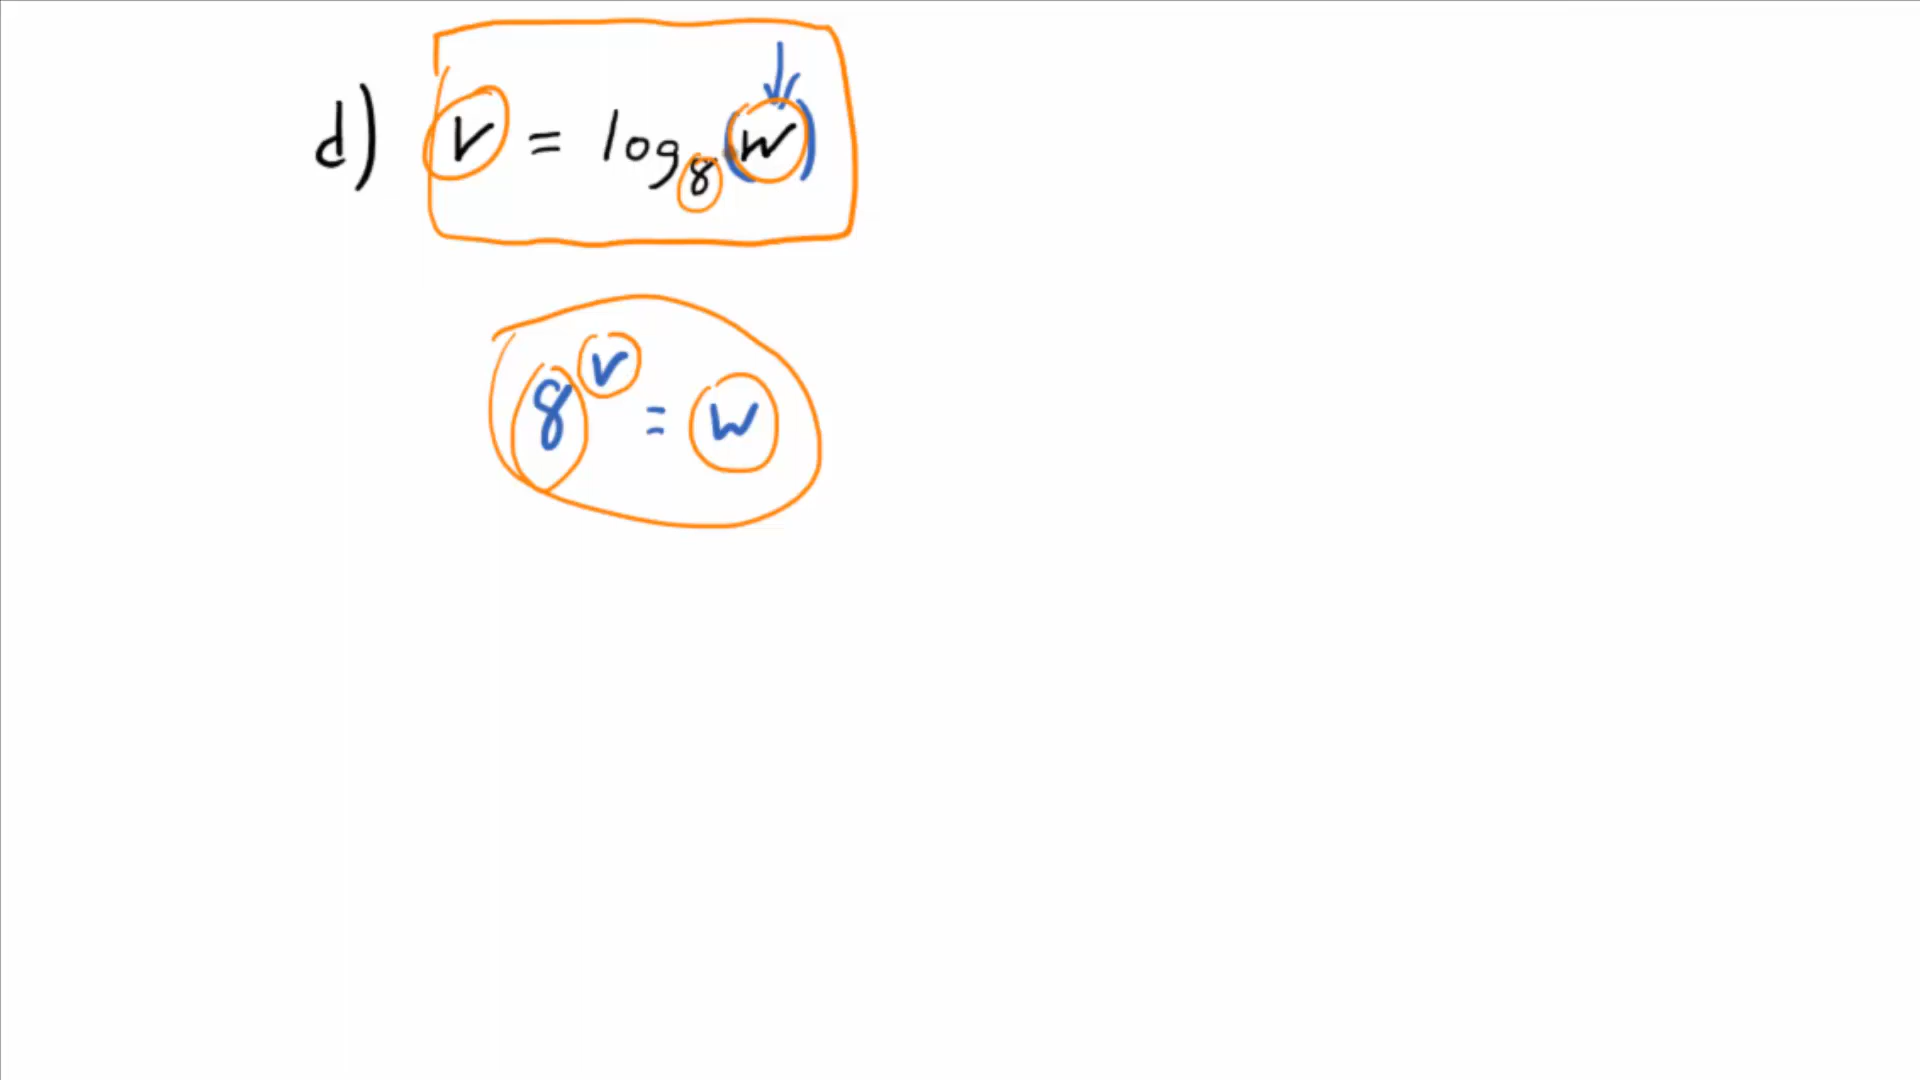 d) v = log₈(w)
8ᵛ = w